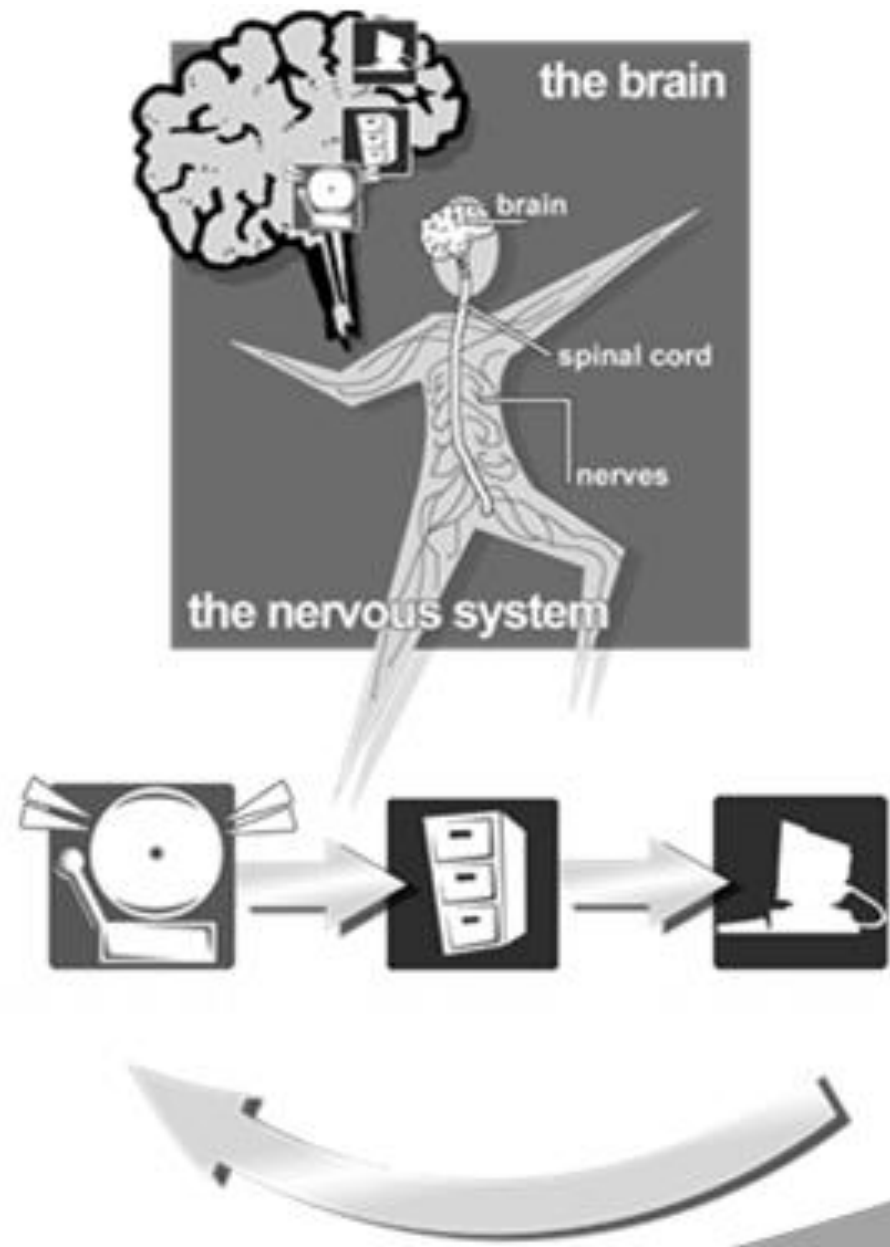 the brain
brain
spinal cord
nerves
the nervous system